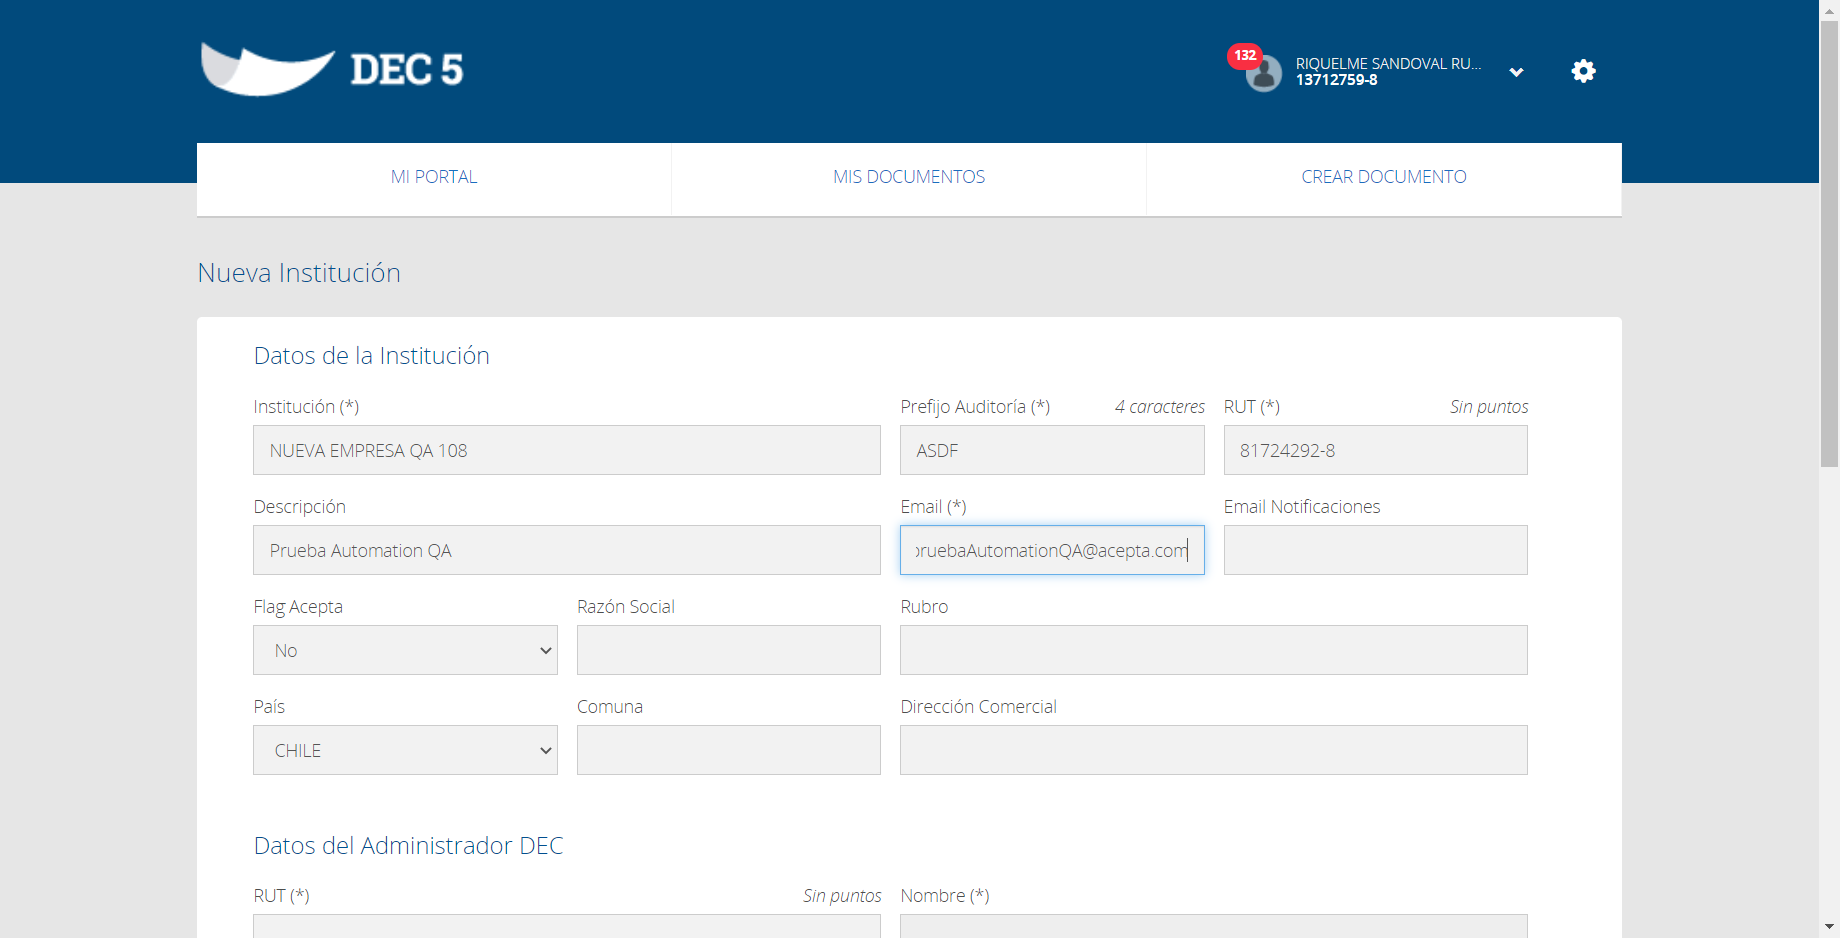 DEC 5
132
RIQUELME SANDOVAL RU...
13712759-8
MI PORTAL
MIS DOCUMENTOS
CREAR DOCUMENTO
Nueva Institución
Datos de la Institución
Institución (*)
Prefijo Auditoría (*) 4 caracteres
RUT (*) Sin puntos
NUEVA EMPRESA QA 108
ASDF
81724292-8
Descripción
Email (*)
Email Notificaciones
Prueba Automation QA
pruebaAutomationQA@acepta.com
Flag Acepta
Razón Social
Rubro
No
País
Comuna
Dirección Comercial
CHILE
Datos del Administrador DEC
RUT (*) Sin puntos
Nombre (*)